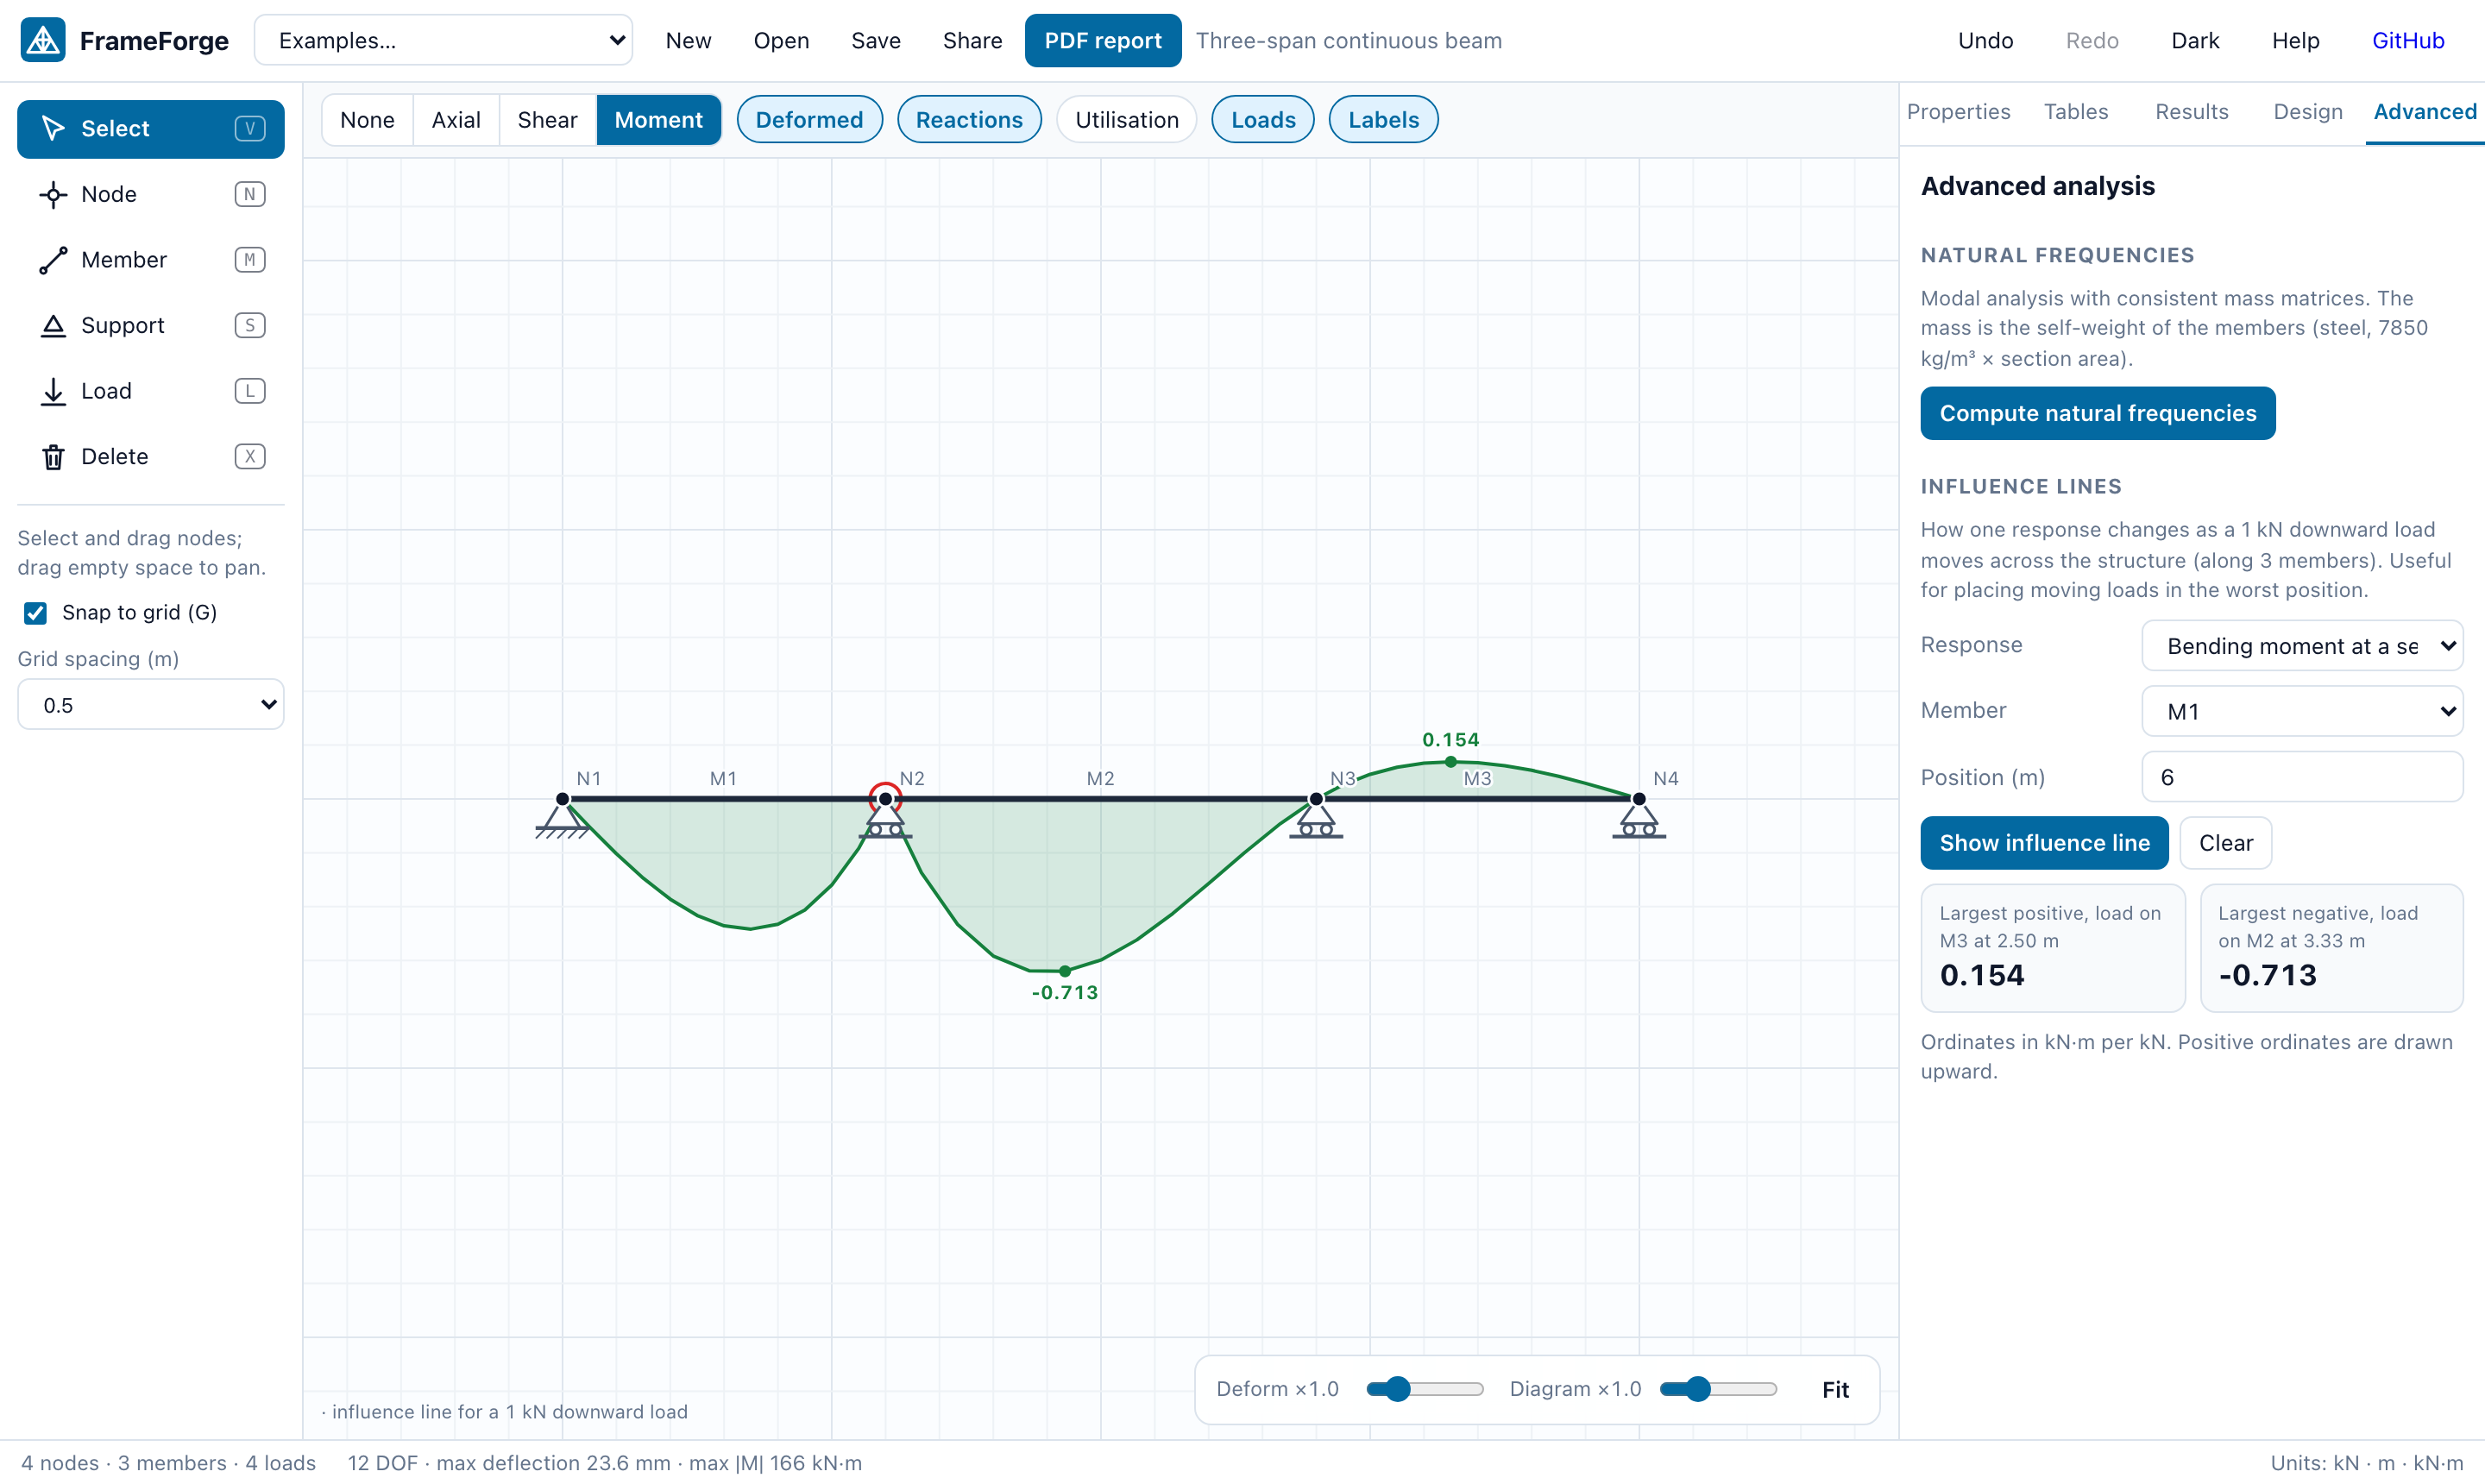 FrameForge
Examples...
New
Open
Save
Share
PDF report
Three-span continuous beam
Undo
Redo
Dark
Help
GitHub
Select V
Node N
Member M
Support S
Load L
Delete X
Select and drag nodes;
drag empty space to pan.
Snap to grid (G)
Grid spacing (m)
0.5
None
Axial
Shear
Moment
Deformed
Reactions
Utilisation
Loads
Labels
0.154
N1
M1
N2
M2
N3
M3
N4
-0.713
· influence line for a 1 kN downward load
Deform ×1.0
Diagram ×1.0
Fit
Properties
Tables
Results
Design
Advanced
Advanced analysis
NATURAL FREQUENCIES
Modal analysis with consistent mass matrices. The
mass is the self-weight of the members (steel, 7850
kg/m³ × section area).
Compute natural frequencies
INFLUENCE LINES
How one response changes as a 1 kN downward load
moves across the structure (along 3 members). Useful
for placing moving loads in the worst position.
Response
Bending moment at a se
Member
M1
Position (m)
6
Show influence line
Clear
Largest positive, load on
M3 at 2.50 m
0.154
Largest negative, load
on M2 at 3.33 m
-0.713
Ordinates in kN·m per kN. Positive ordinates are drawn
upward.
4 nodes · 3 members · 4 loads
12 DOF · max deflection 23.6 mm · max |M| 166 kN·m
Units: kN · m · kN·m